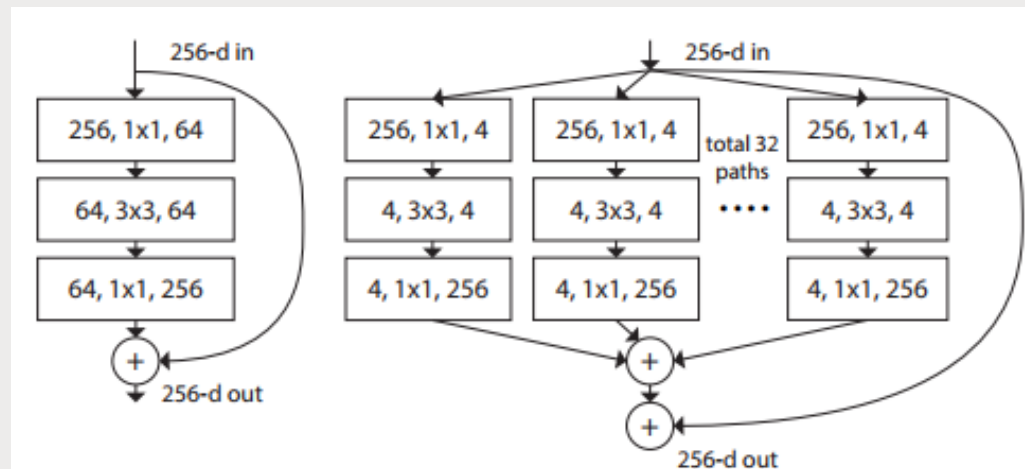 256-d in
256, 1x1, 64
64, 3x3, 64
64, 1x1, 256
+
256-d out
256-d in
256, 1x1, 4
256, 1x1, 4
total 32
paths
256, 1x1, 4
4, 3x3, 4
4, 3x3, 4
....
4, 3x3, 4
4, 1x1, 256
4, 1x1, 256
4, 1x1, 256
+
+
256-d out